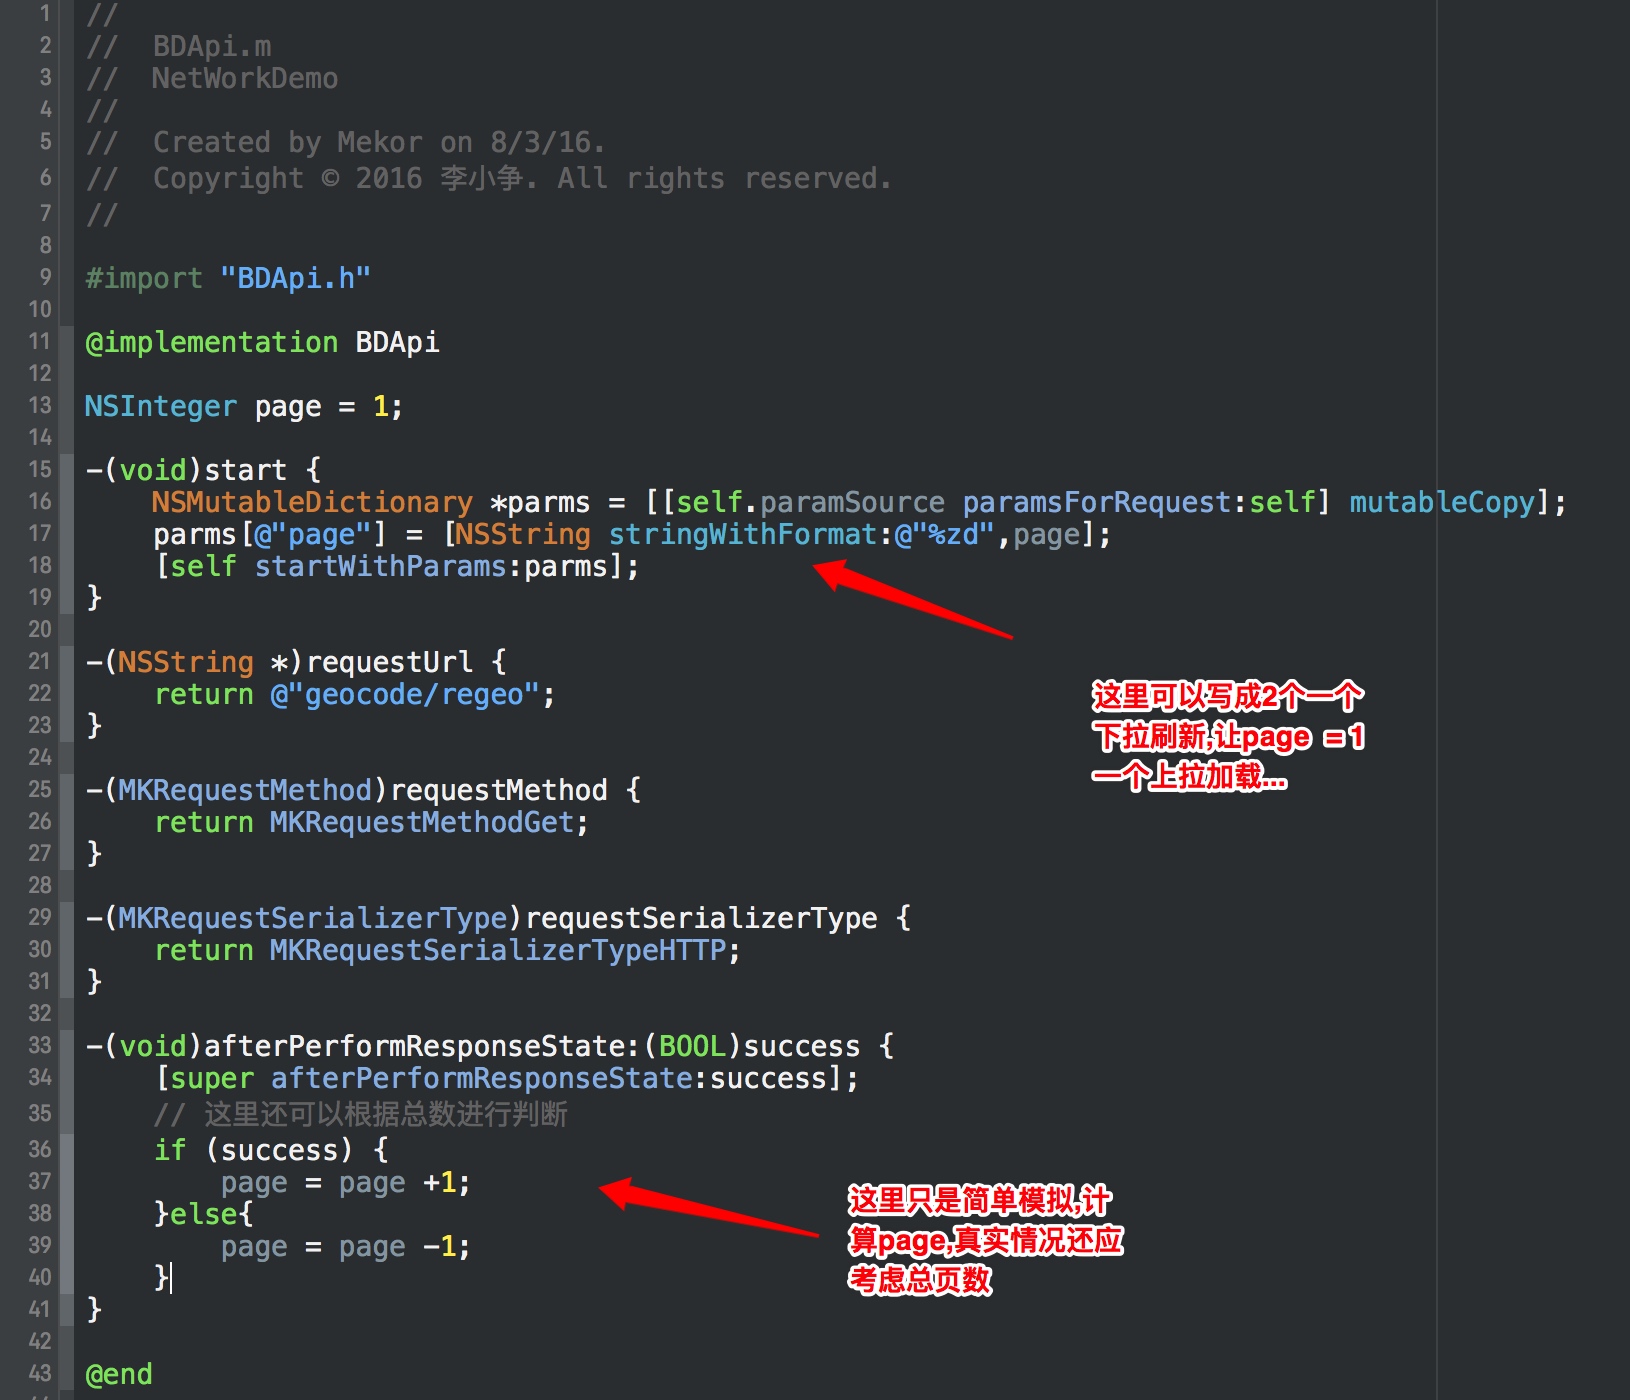 1 //
2 //  BDApi.m
3 //  NetWorkDemo
4 //
5 //  Created by Mekor on 8/3/16.
6 //  Copyright © 2016 李小争. All rights reserved.
7 //
8
9 #import "BDApi.h"
10
11 @implementation BDApi
12
13 NSInteger page = 1;
14
15 -(void)start {
16     NSMutableDictionary *parms = [[self.paramSource paramsForRequest:self] mutableCopy];
17     parms[@"page"] = [NSString stringWithFormat:@"%zd",page];
18     [self startWithParams:parms];
19 }
20
21 -(NSString *)requestUrl {
22     return @"geocode/regeo";
23 }
24
25 -(MKRequestMethod)requestMethod {
26     return MKRequestMethodGet;
27 }
28
29 -(MKRequestSerializerType)requestSerializerType {
30     return MKRequestSerializerTypeHTTP;
31 }
32
33 -(void)afterPerformResponseState:(BOOL)success {
34     [super afterPerformResponseState:success];
35     // 这里还可以根据总数进行判断
36     if (success) {
37         page = page +1;
38     }else{
39         page = page -1;
40     }
41 }
42
43 @end
这里可以写成2个一个
下拉刷新,让page = 1
一个上拉加载...
这里只是简单模拟,计
算page,真实情况还应
考虑总页数